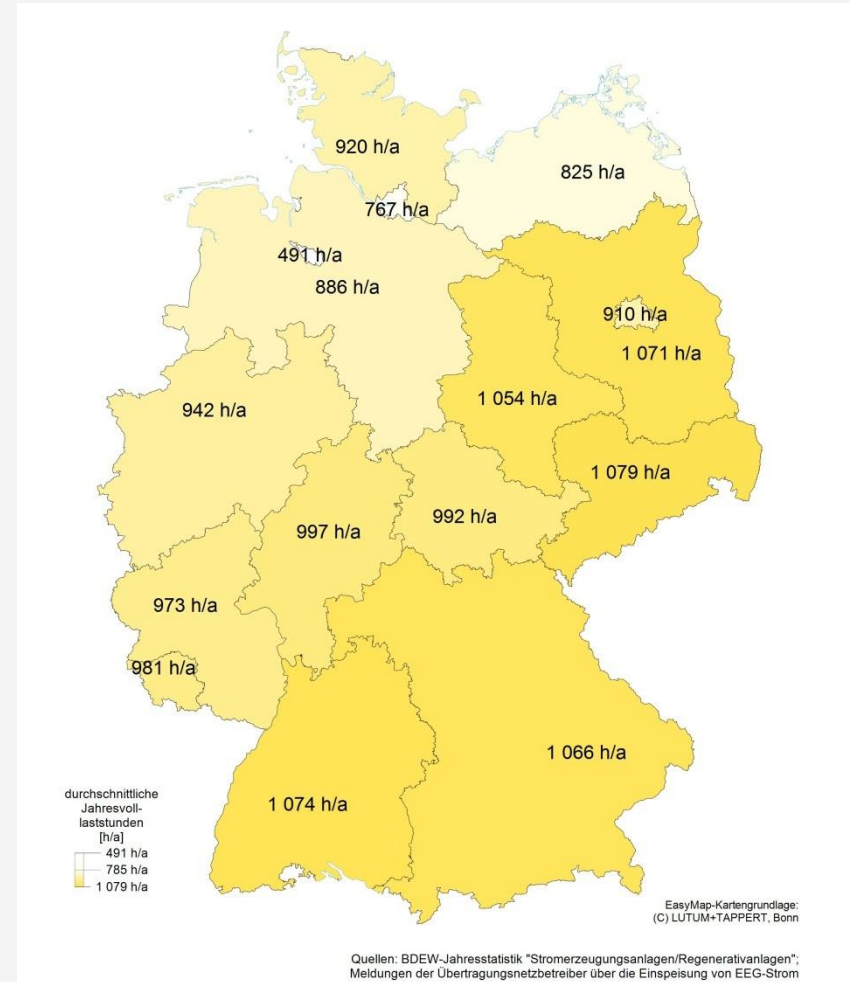 920 h/a
825 h/a
767 h/a
491 h/a
886 h/a
910 h/a
1 071 h/a
942 h/a
1 054 h/a
1 079 h/a
997 h/a
992 h/a
973 h/a
981 h/a
1 066 h/a
1 074 h/a
durchschnittliche
Jahresvoll-
laststunden
[h/a]
491 h/a
785 h/a
1 079 h/a
EasyMap-Kartengrundlage:
(C) LUTUM+TAPPERT, Bonn
Quellen: BDEW-Jahresstatistik "Stromerzeugungsanlagen/Regenerativanlagen";
Meldungen der Übertragungsnetzbetreiber über die Einspeisung von EEG-Strom